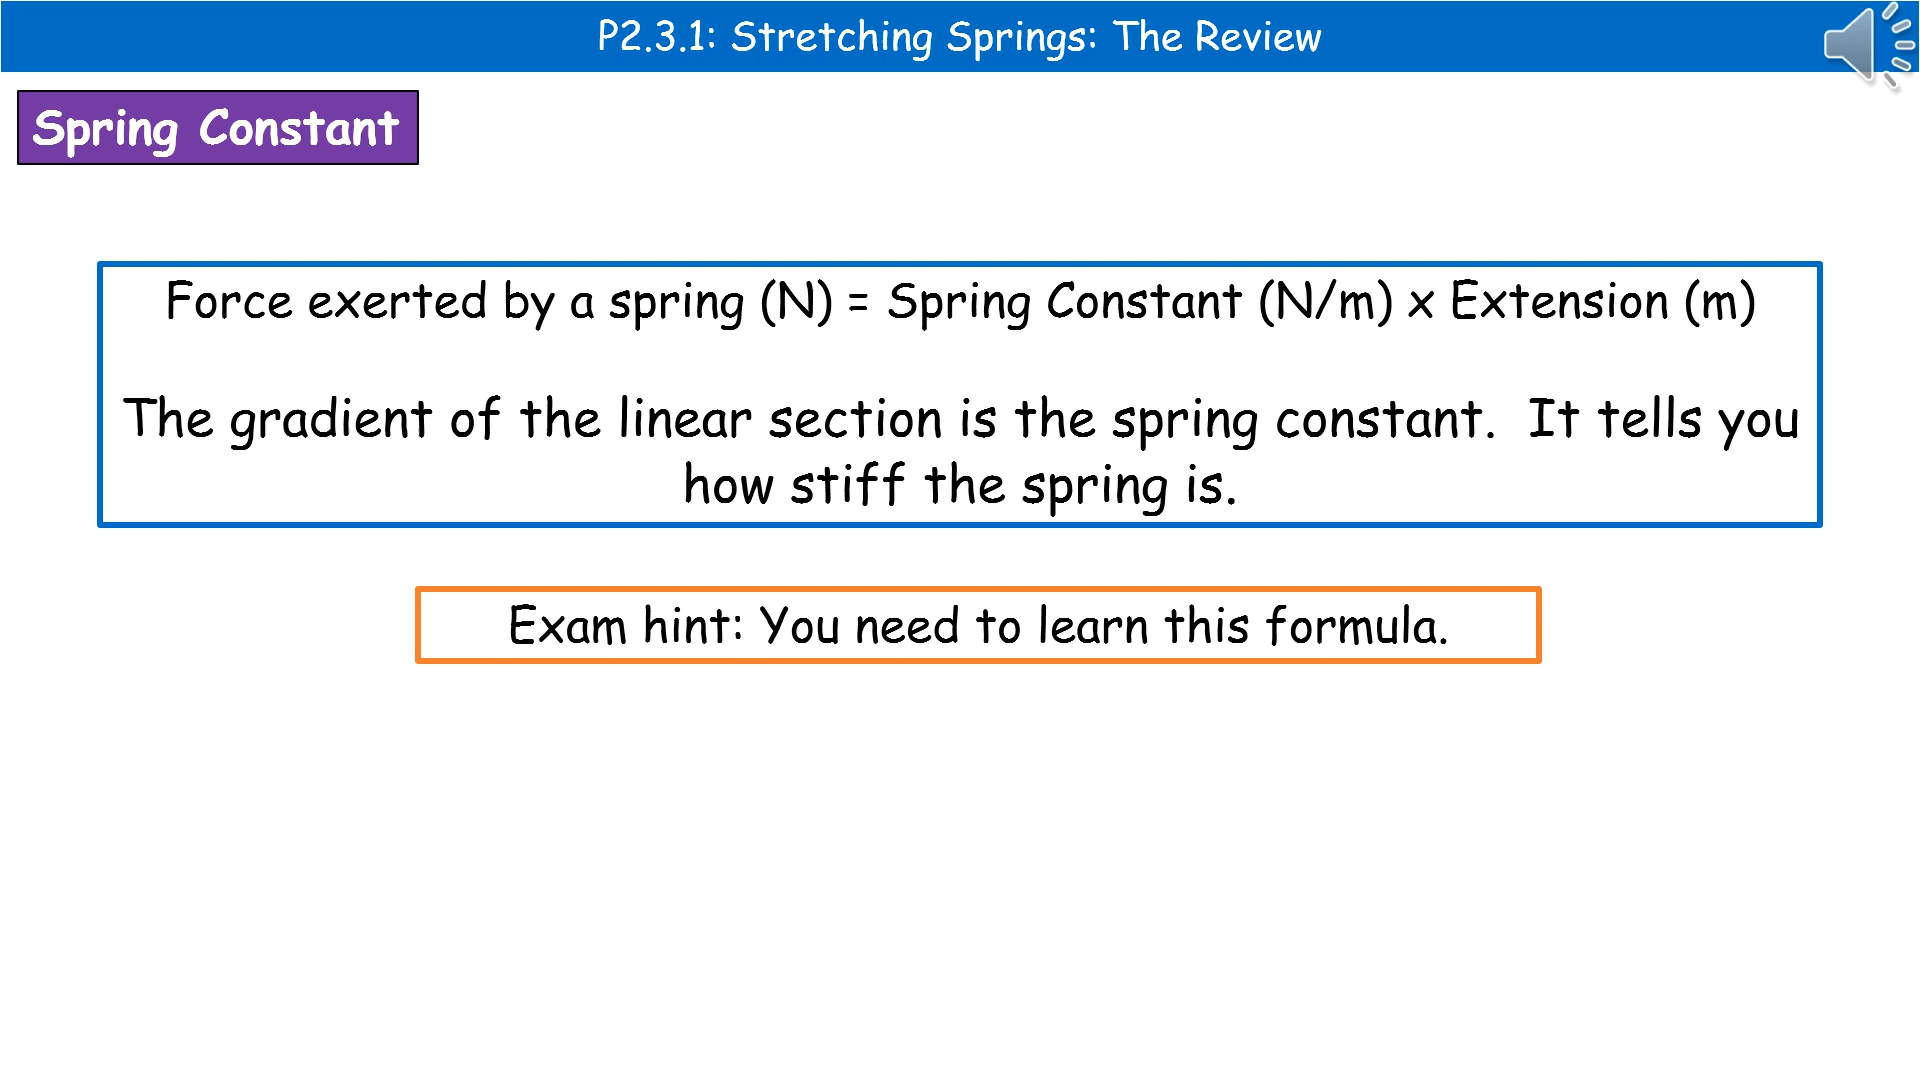 P2.3.1: Stretching Springs: The Review
Spring Constant
Force exerted by a spring (N) = Spring Constant (N/m) x Extension (m)
The gradient of the linear section is the spring constant.  It tells you
how stiff the spring is.
Exam hint: You need to learn this formula.